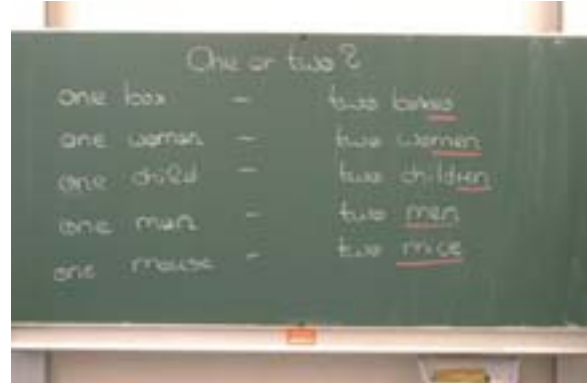 One or two?
one box – two boxes
one woman – two women
one child – two children
one man – two men
one mouse – two mice